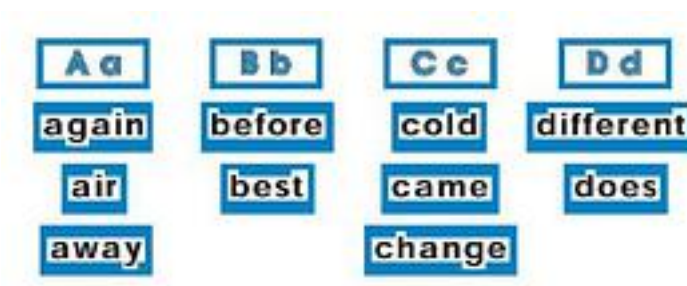 Aa Bb Cc Dd
again before cold different
air best came does
away change